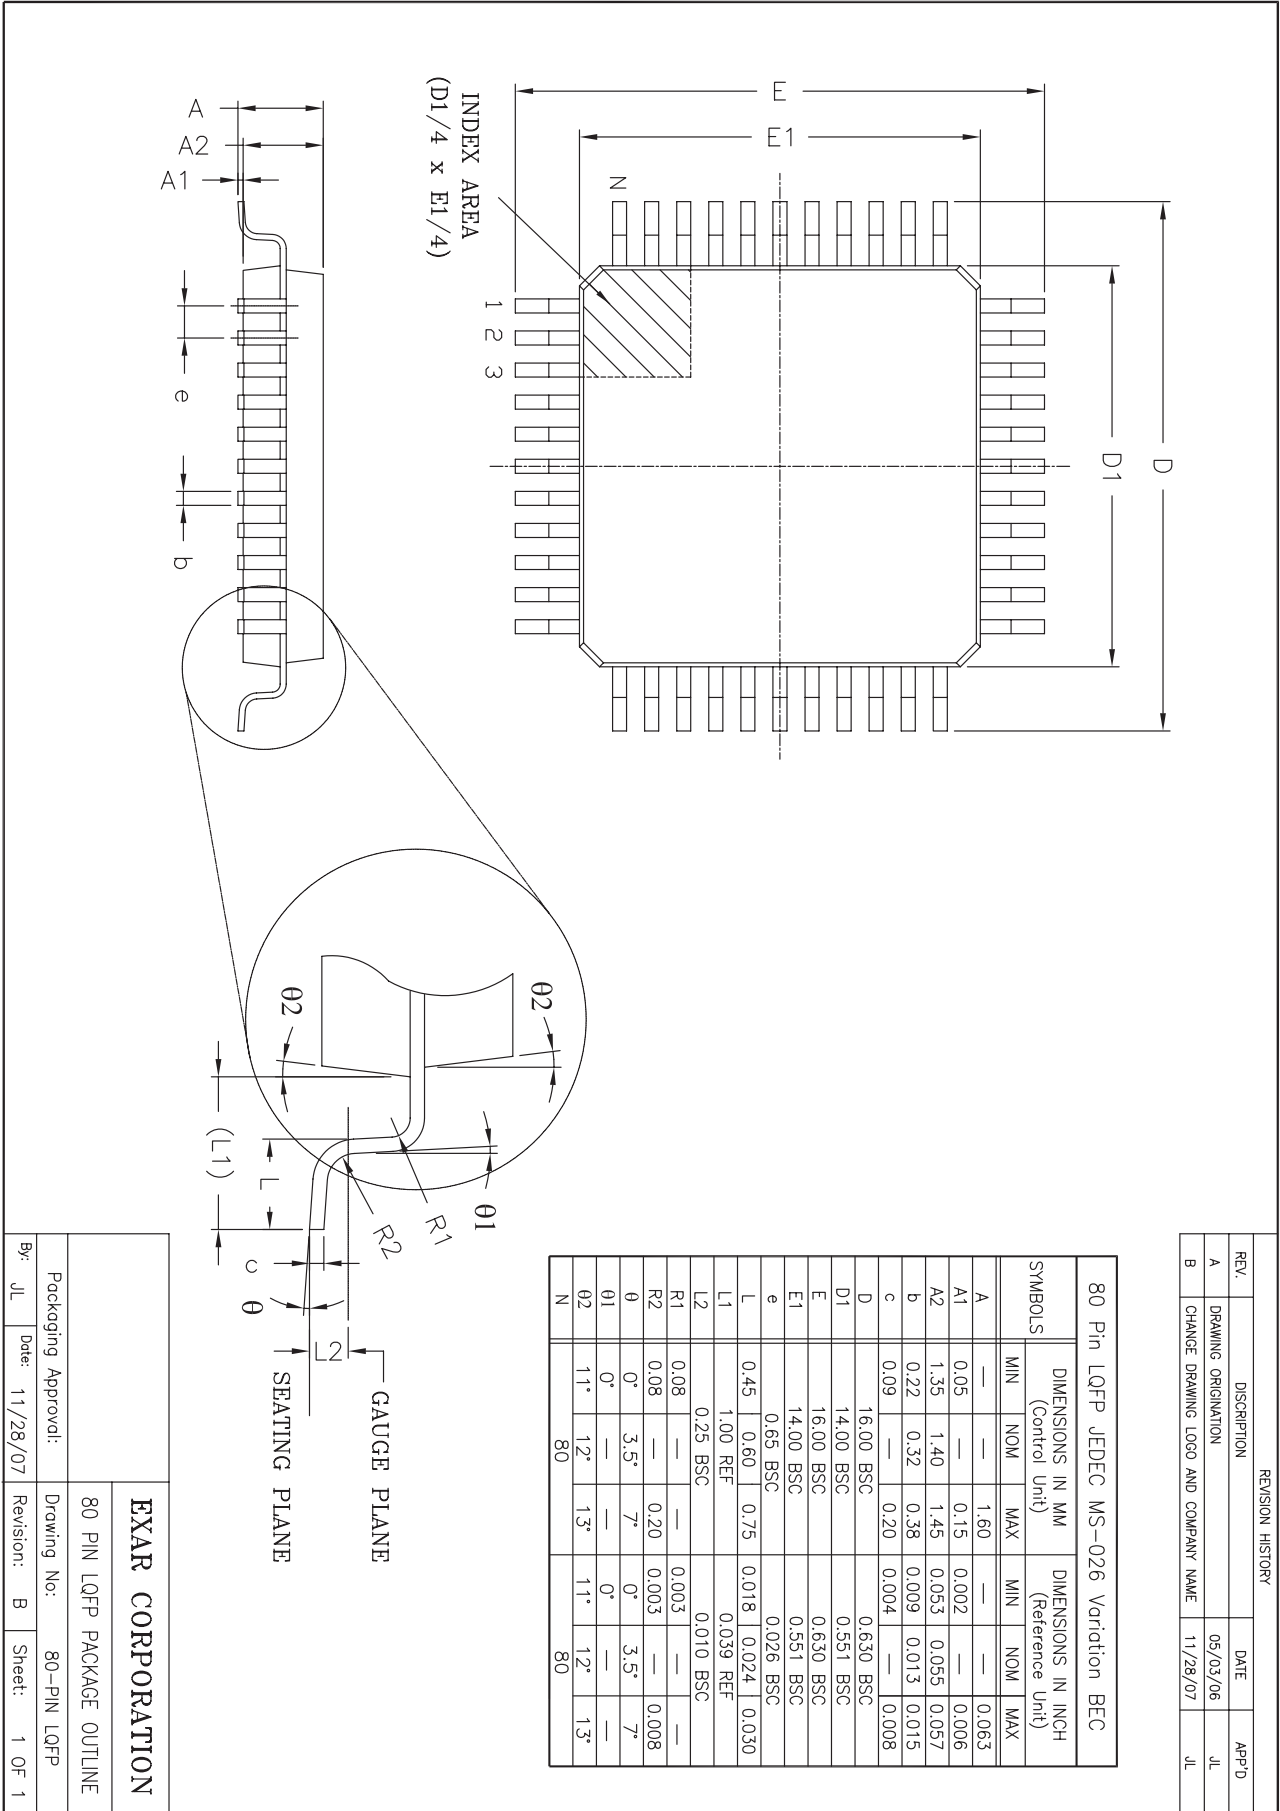 REVISION HISTORY
REV. DISCRIPTION DATE APP'D
A DRAWING ORIGINATION 05/03/06 JL
B CHANGE DRAWING LOGO AND COMPANY NAME 11/28/07 JL
D
D1
E
E1
N
1 2 3
INDEX AREA
(D1/4 x E1/4)
A
A2
A1
e
b
θ2
θ2
θ1
R1
R2
L
(L1)
c
θ
L2
GAUGE PLANE
SEATING PLANE
80 Pin LQFP JEDEC MS-026 Variation BEC
SYMBOLS DIMENSIONS IN MM (Control Unit) DIMENSIONS IN INCH (Reference Unit)
MIN NOM MAX MIN NOM MAX
A — — 1.60 — — 0.063
A1 0.05 — 0.15 0.002 — 0.006
A2 1.35 1.40 1.45 0.053 0.055 0.057
b 0.22 0.32 0.38 0.009 0.013 0.015
c 0.09 — 0.20 0.004 — 0.008
D 16.00 BSC 0.630 BSC
D1 14.00 BSC 0.551 BSC
E 16.00 BSC 0.630 BSC
E1 14.00 BSC 0.551 BSC
e 0.65 BSC 0.026 BSC
L 0.45 0.60 0.75 0.018 0.024 0.030
L1 1.00 REF 0.039 REF
L2 0.25 BSC 0.010 BSC
R1 0.08 — — 0.003 — —
R2 0.08 — 0.20 0.003 — 0.008
θ 0° 3.5° 7° 0° 3.5° 7°
θ1 0° — — 0° — —
θ2 11° 12° 13° 11° 12° 13°
N 80 80
EXAR CORPORATION
80 PIN LQFP PACKAGE OUTLINE
Packaging Approval: Drawing No: 80-PIN LQFP
By: JL Date: 11/28/07 Revision: B Sheet: 1 OF 1